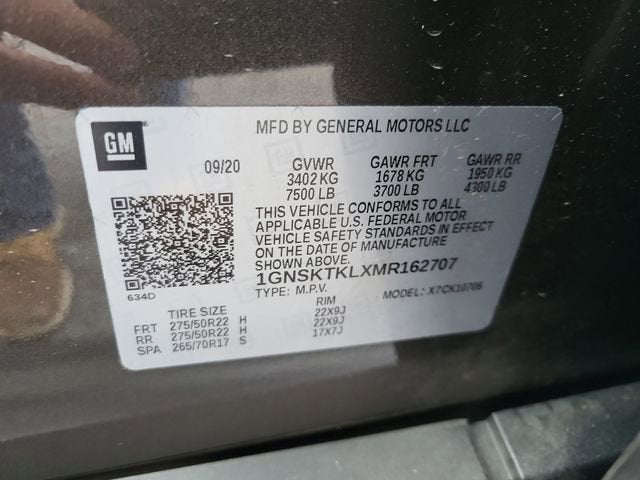 GM
MFD BY GENERAL MOTORS LLC
09/20 GVWR GAWR FRT GAWR RR
3402 KG 1678 KG 1950 KG
7500 LB 3700 LB 4300 LB
THIS VEHICLE CONFORMS TO ALL
APPLICABLE U.S. FEDERAL MOTOR
VEHICLE SAFETY STANDARDS IN EFFECT
ON THE DATE OF MANUFACTURE
SHOWN ABOVE.
1GNSKTKLXMR162707
634D TYPE: M.P.V. MODEL: X7CK10706
TIRE SIZE RIM
FRT 275/50R22 H 22X9J
RR 275/50R22 H 22X9J
SPA 265/70R17 S 17X7J